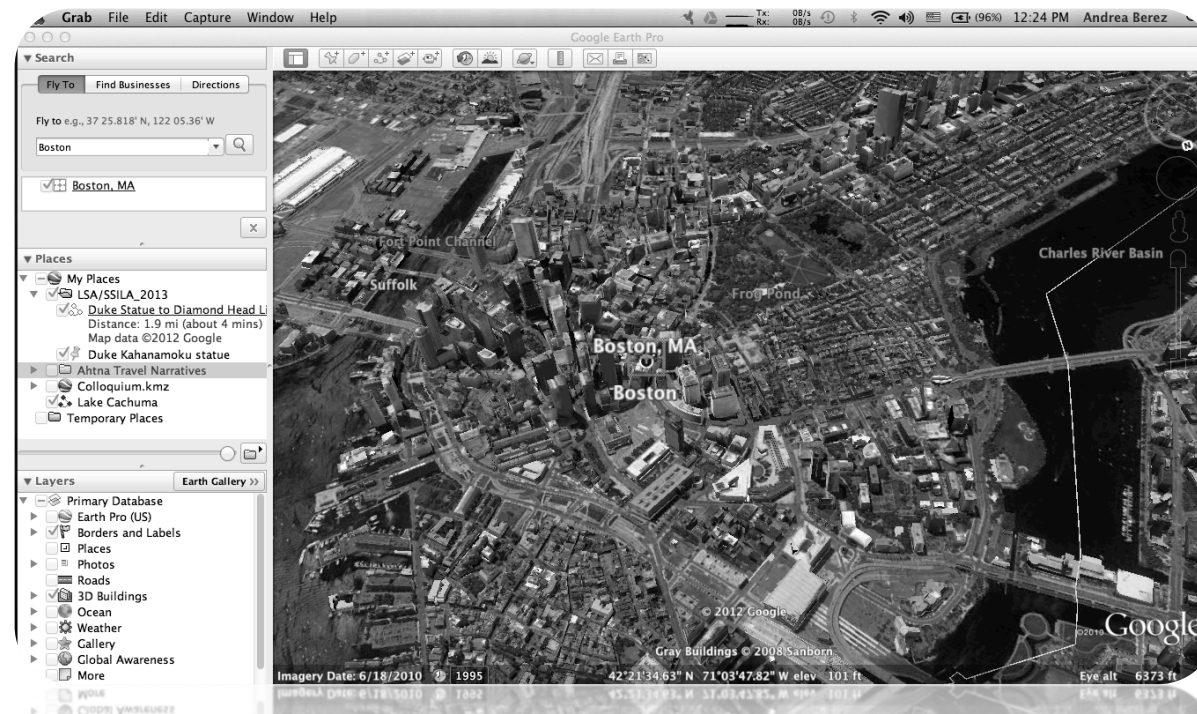 Grab File Edit Capture Window Help
Tx: 0B/s
Rx: 0B/s
(96%) 12:24 PM Andrea Berez
Google Earth Pro
Search
Fly To Find Businesses Directions
Fly to e.g., 37 25.818' N, 122 05.36' W
Boston
Boston, MA
Places
My Places
LSA/SSILA_2013
Duke Statue to Diamond Head Li
Distance: 1.9 mi (about 4 mins)
Map data ©2012 Google
Duke Kahanamoku statue
Ahtna Travel Narratives
Colloquium.kmz
Lake Cachuma
Temporary Places
Layers
Earth Gallery >>
Primary Database
Earth Pro (US)
Borders and Labels
Places
Photos
Roads
3D Buildings
Ocean
Weather
Gallery
Global Awareness
More
N
Fort Point Channel
Charles River Basin
Suffolk
Frog Pond
Boston, MA
Boston
© 2012 Google
©2010 Google
Gray Buildings © 2008 Sanborn
Imagery Date: 6/18/2010 1995 42°21'34.63" N 71°03'47.82" W elev 101 ft Eye alt 6373 ft